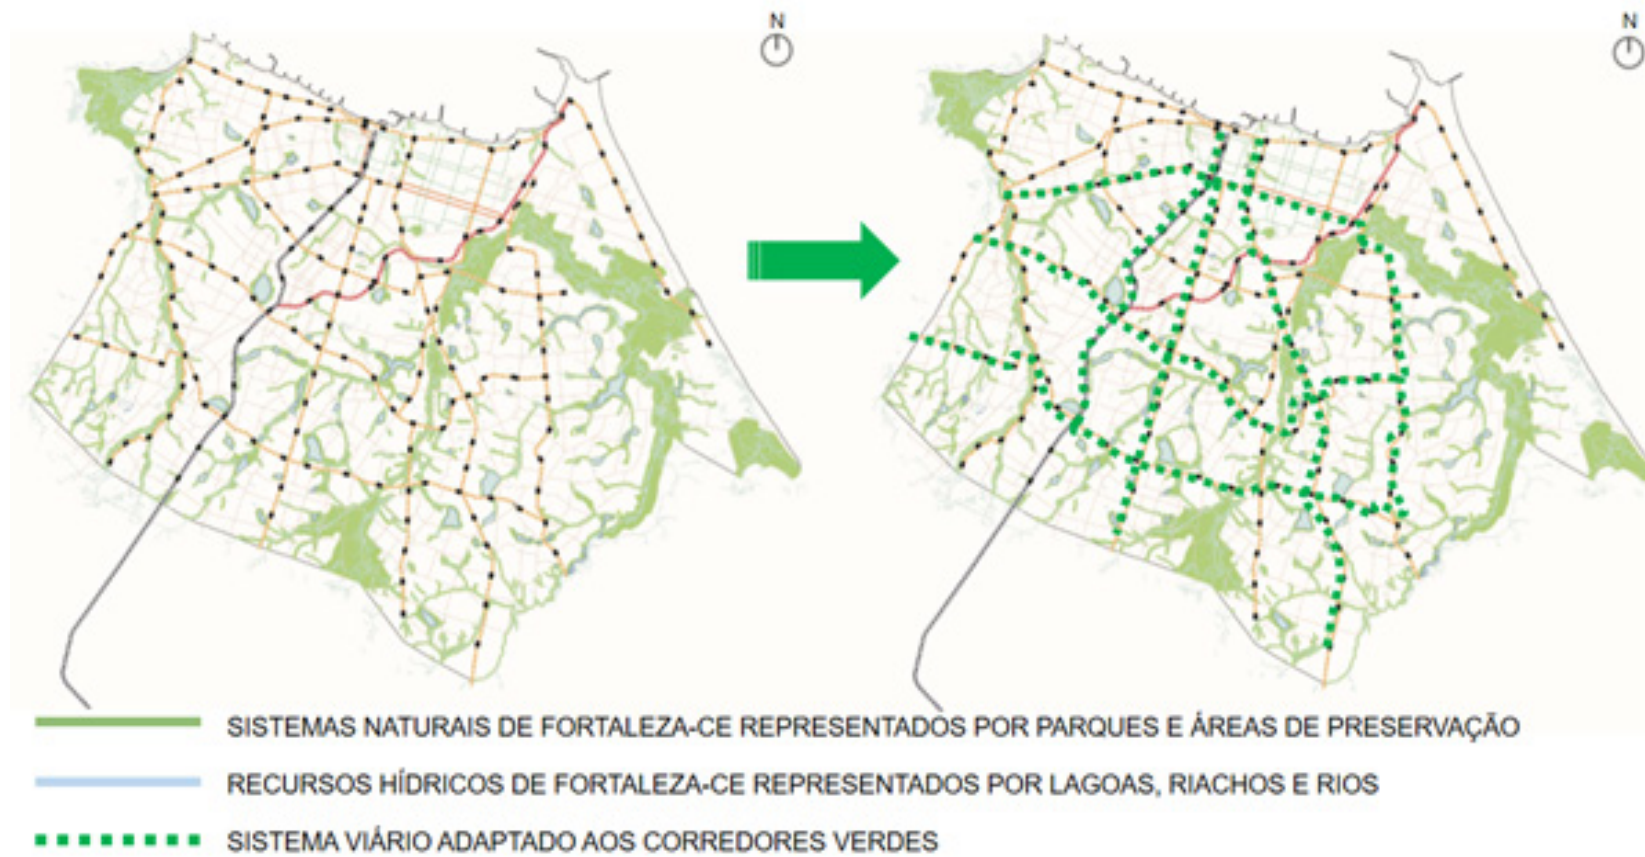 N
N
SISTEMAS NATURAIS DE FORTALEZA-CE REPRESENTADOS POR PARQUES E ÁREAS DE PRESERVAÇÃO
RECURSOS HÍDRICOS DE FORTALEZA-CE REPRESENTADOS POR LAGOAS, RIACHOS E RIOS
SISTEMA VIÁRIO ADAPTADO AOS CORREDORES VERDES